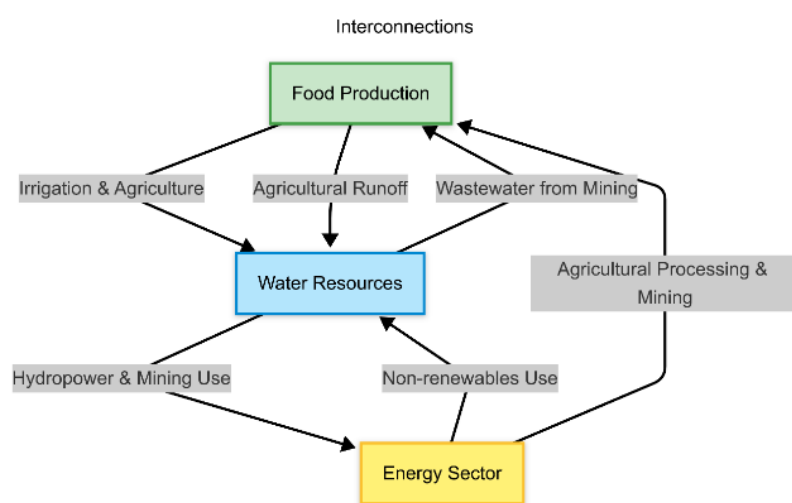 Interconnections
Food Production
Irrigation & Agriculture
Agricultural Runoff
Wastewater from Mining
Water Resources
Agricultural Processing &
Mining
Hydropower & Mining Use
Non-renewables Use
Energy Sector